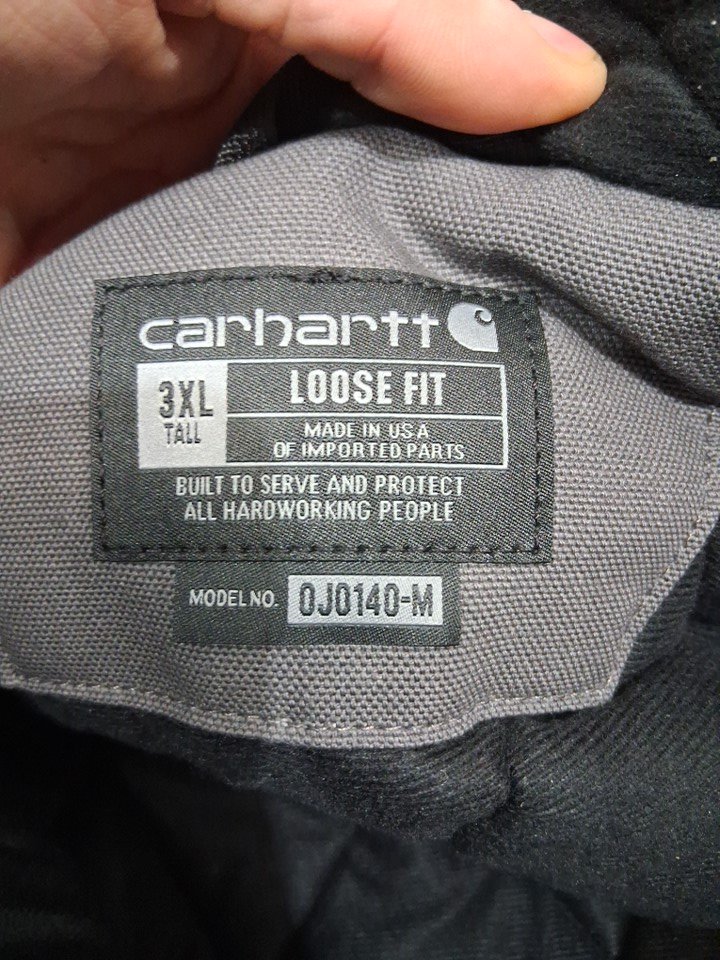 carhartt
3XL
TALL
LOOSE FIT
MADE IN USA
OF IMPORTED PARTS
BUILT TO SERVE AND PROTECT
ALL HARDWORKING PEOPLE
MODEL NO. 0J0140-M